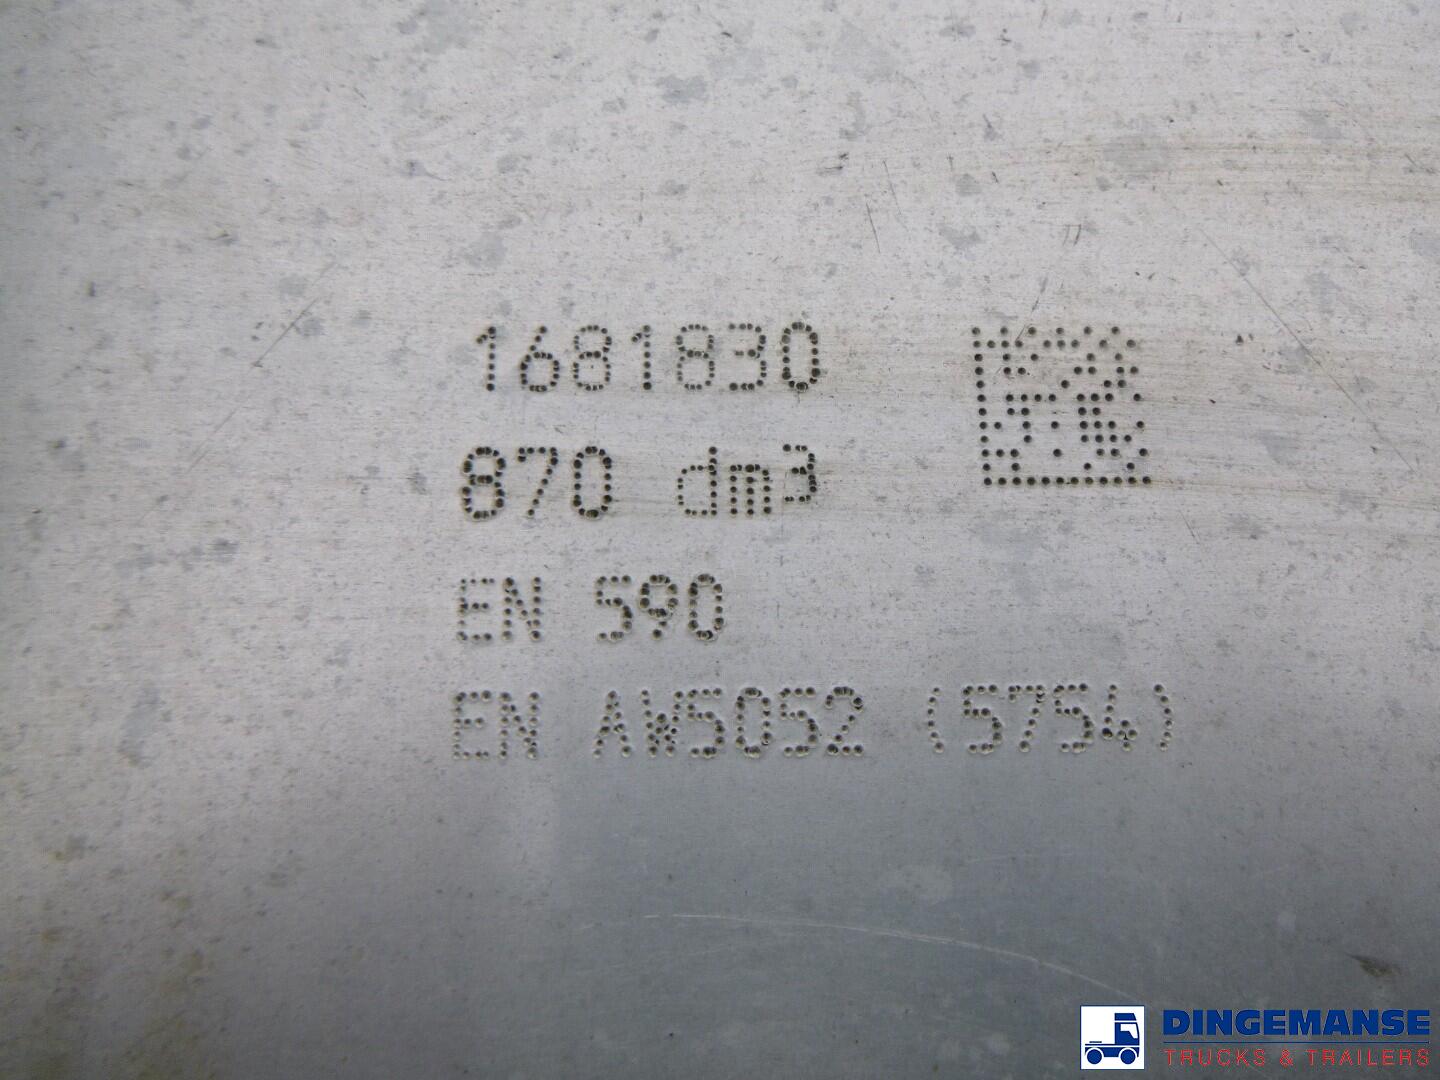 1681830
870 dm³
EN 590
EN AW5052 (5754)
DINGEMANSE
TRUCKS & TRAILERS